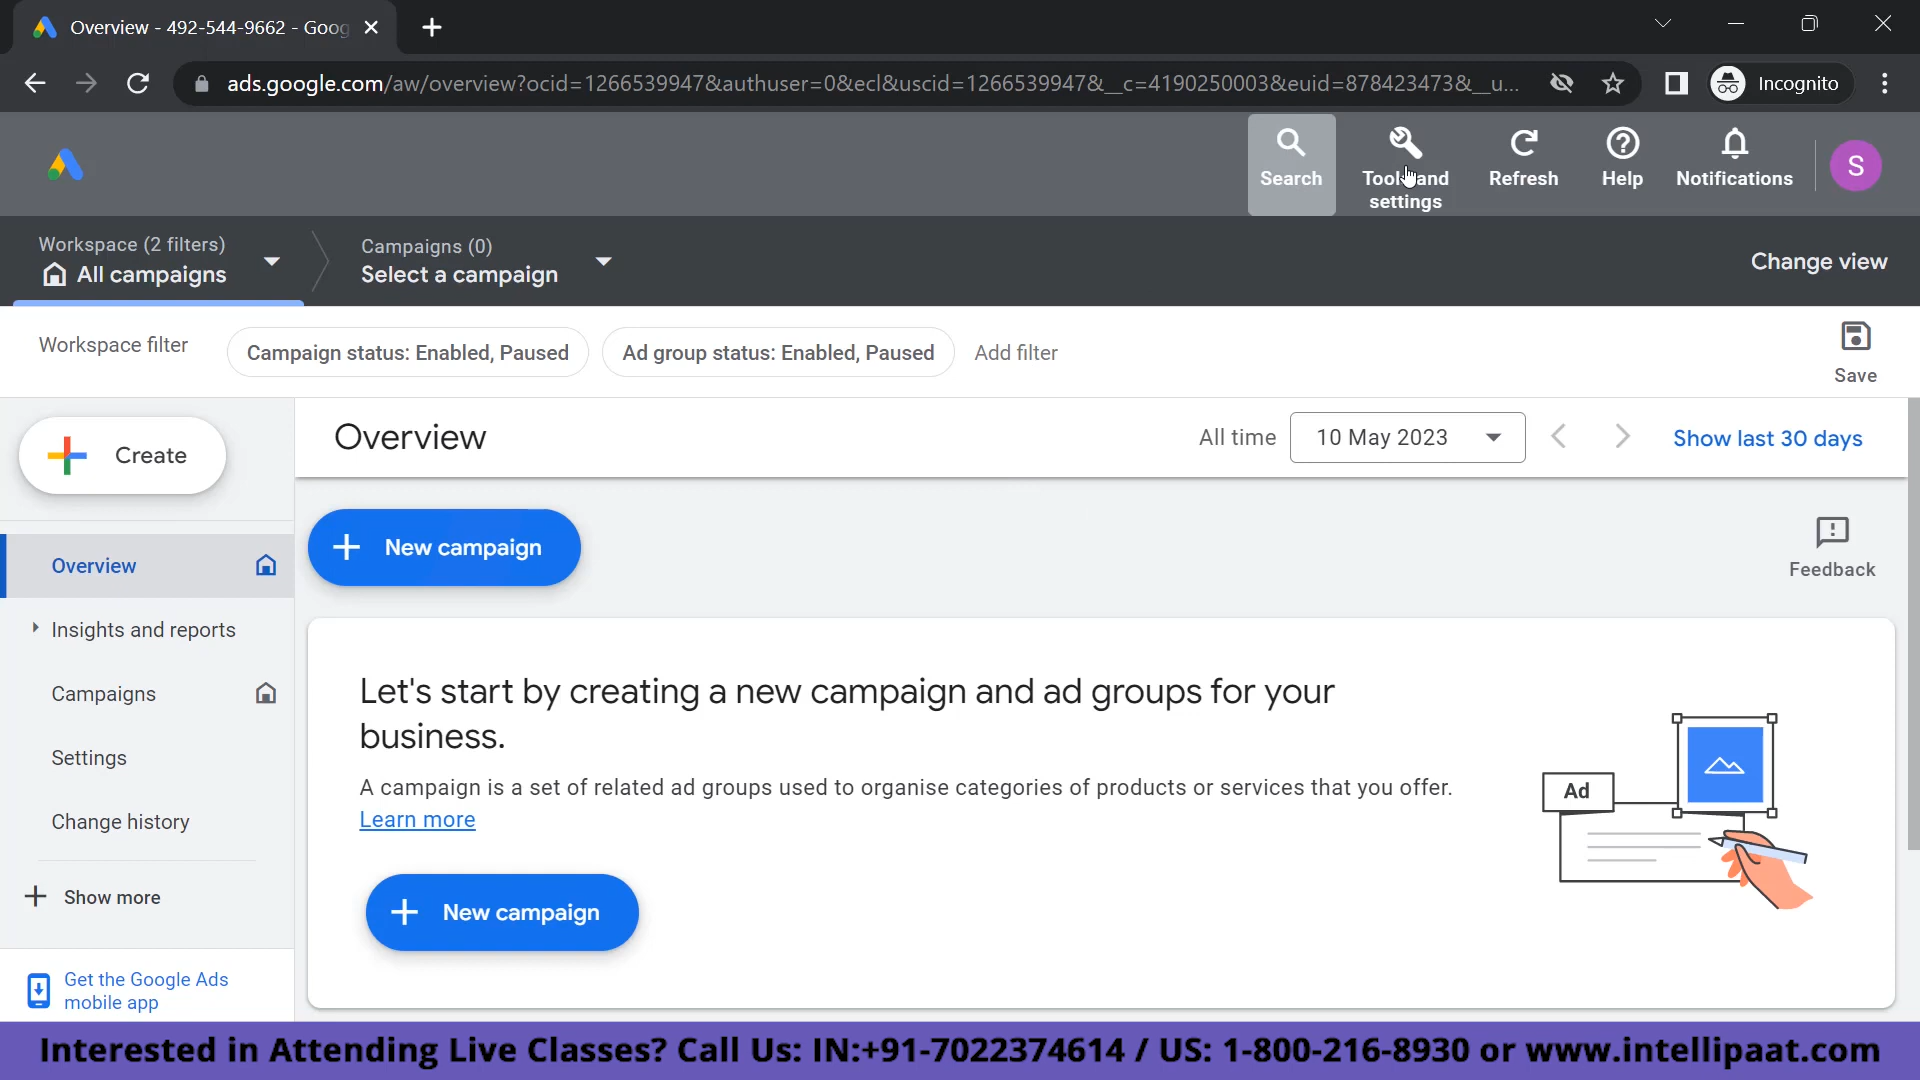 Overview - 492-544-9662 - Goog
ads.google.com/aw/overview?ocid=1266539947&authuser=0&ecl&uscid=1266539947&__c=4190250003&euid=878423473&__u...
Incognito
Search
Tools and
settings
Refresh
Help
Notifications
S
Workspace (2 filters)
All campaigns
Campaigns (0)
Select a campaign
Change view
Workspace filter
Campaign status: Enabled, Paused
Ad group status: Enabled, Paused
Add filter
Save
Create
Overview
All time
10 May 2023
Show last 30 days
Overview
Insights and reports
Campaigns
Settings
Change history
Show more
Get the Google Ads
mobile app
New campaign
Feedback
Let's start by creating a new campaign and ad groups for your
business.
A campaign is a set of related ad groups used to organise categories of products or services that you offer.
Learn more
Ad
New campaign
Interested in Attending Live Classes? Call Us: IN:+91-7022374614 / US: 1-800-216-8930 or www.intellipaat.com